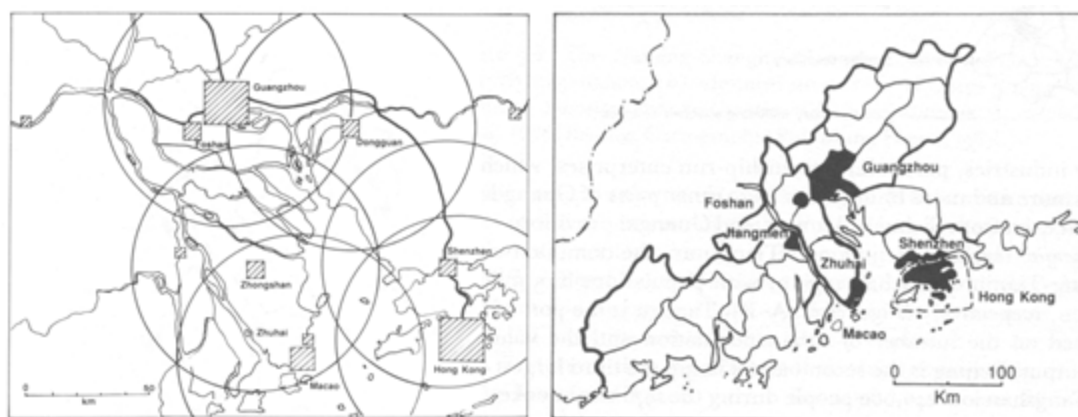 Guangzhou
Foshan
Dongguan
Shenzhen
Zhongshan
Zhuhai
Hong Kong
Macao
0
50
km
Guangzhou
Foshan
Jiangmen
Shenzhen
Zhuhai
Hong Kong
Macao
0
100
Km